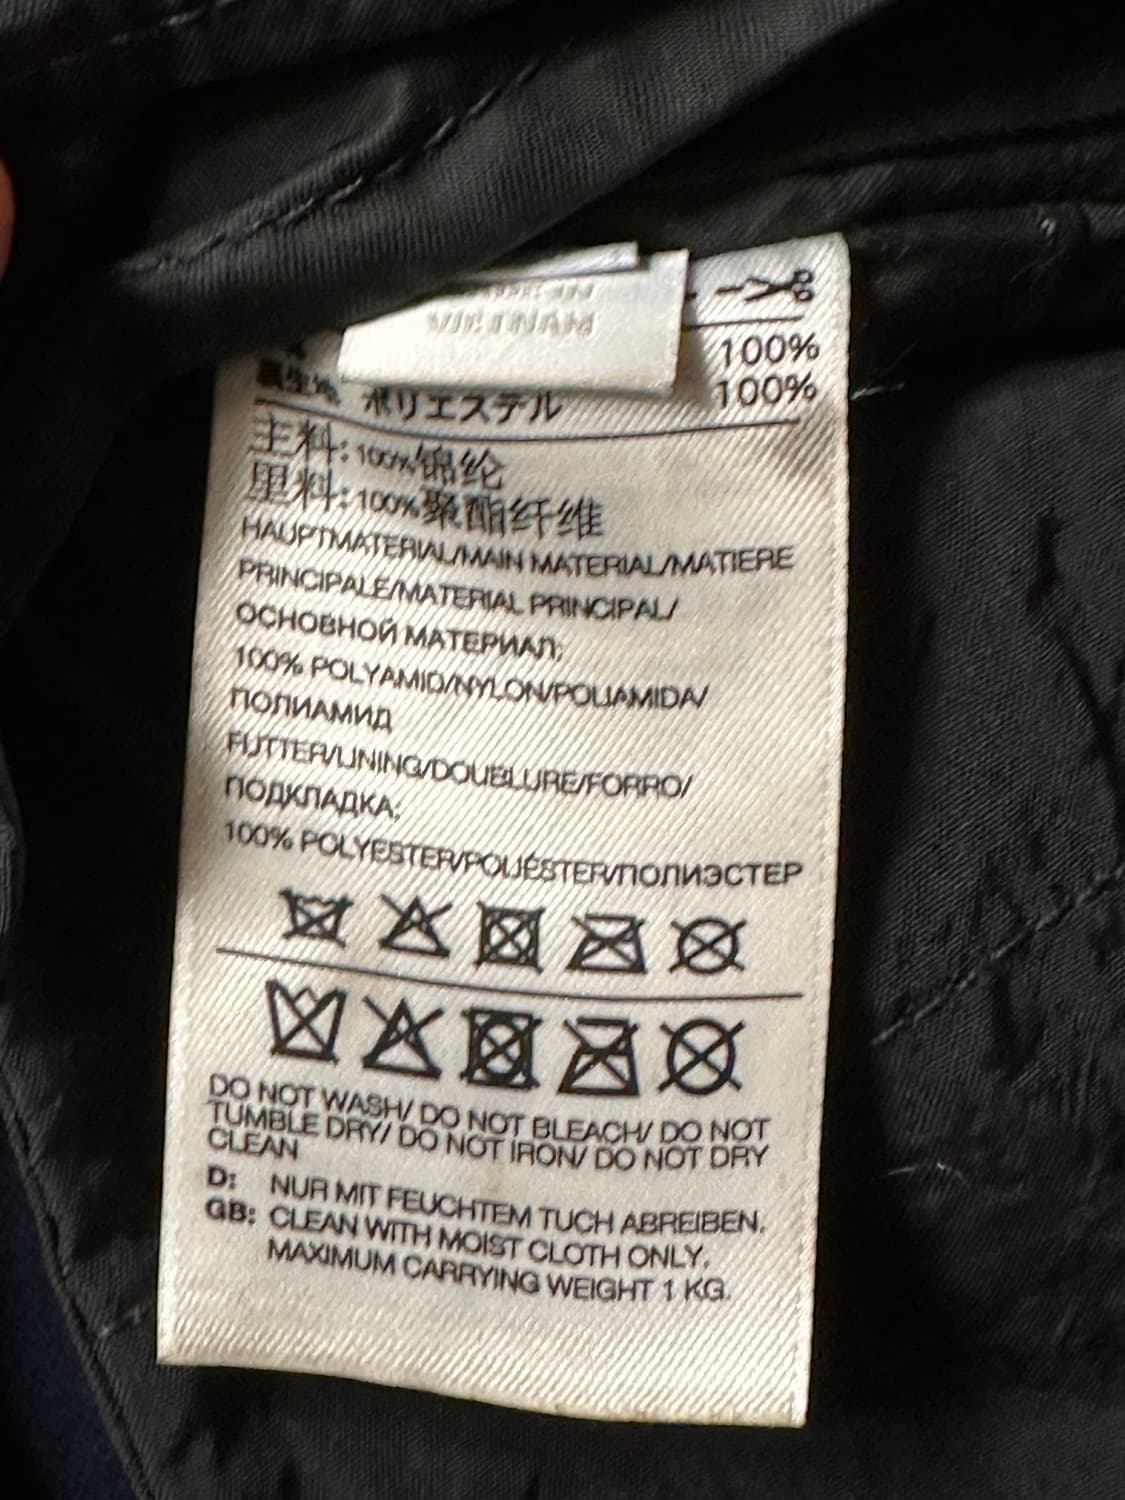 VIETNAM
100%
ポリエステル 100%
主料: 100%锦纶
里料: 100%聚酯纤维
HAUPTMATERIAL/MAIN MATERIAL/MATIERE
PRINCIPALE/MATERIAL PRINCIPAL/
ОСНОВНОЙ МАТЕРИАЛ:
100% POLYAMID/NYLON/POLIAMIDA/
ПОЛИАМИД
FUTTER/LINING/DOUBLURE/FORRO/
ПОДКЛАДКА:
100% POLYESTER/POLIÉSTER/ПОЛИЭСТЕР
DO NOT WASH/ DO NOT BLEACH/ DO NOT
TUMBLE DRY/ DO NOT IRON/ DO NOT DRY
CLEAN
D: NUR MIT FEUCHTEM TUCH ABREIBEN.
GB: CLEAN WITH MOIST CLOTH ONLY.
MAXIMUM CARRYING WEIGHT 1 KG.